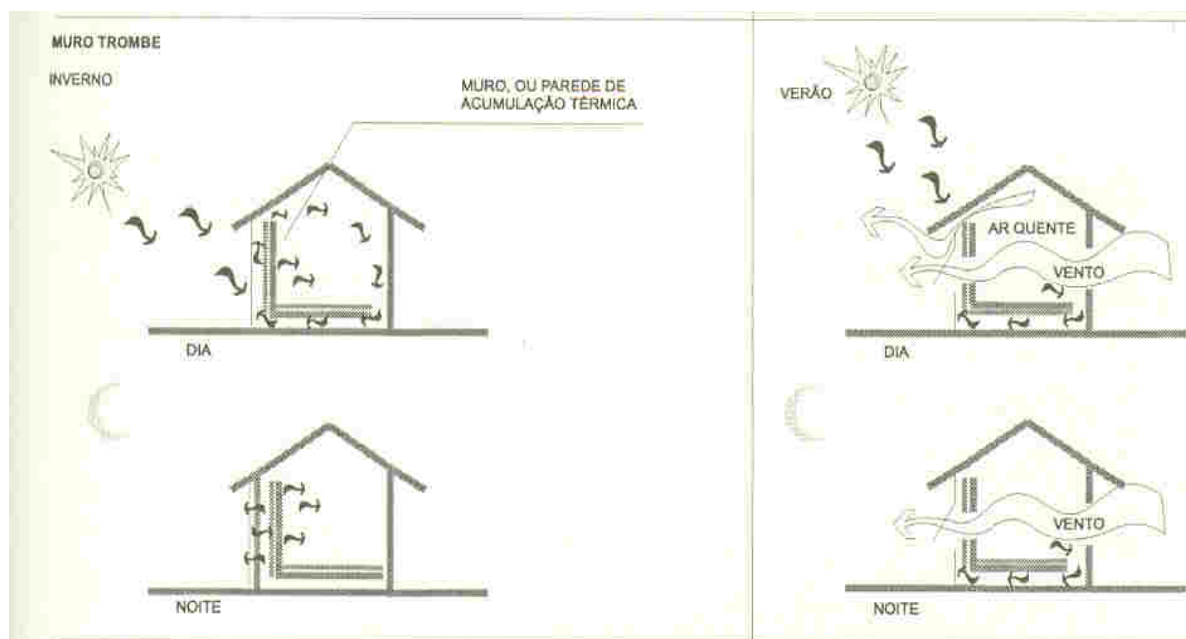 MURO TROMBE
INVERNO
MURO, OU PAREDE DE
ACUMULAÇÃO TÉRMICA
DIA
NOITE
VERÃO
AR QUENTE
VENTO
DIA
VENTO
NOITE